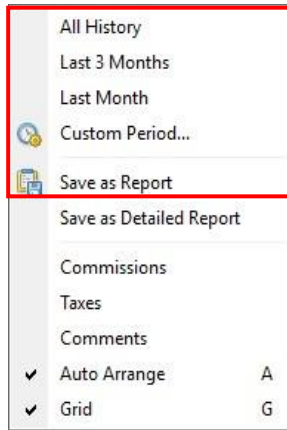 All History
Last 3 Months
Last Month
Custom Period...
Save as Report
Save as Detailed Report
Commissions
Taxes
Comments
Auto Arrange A
Grid G